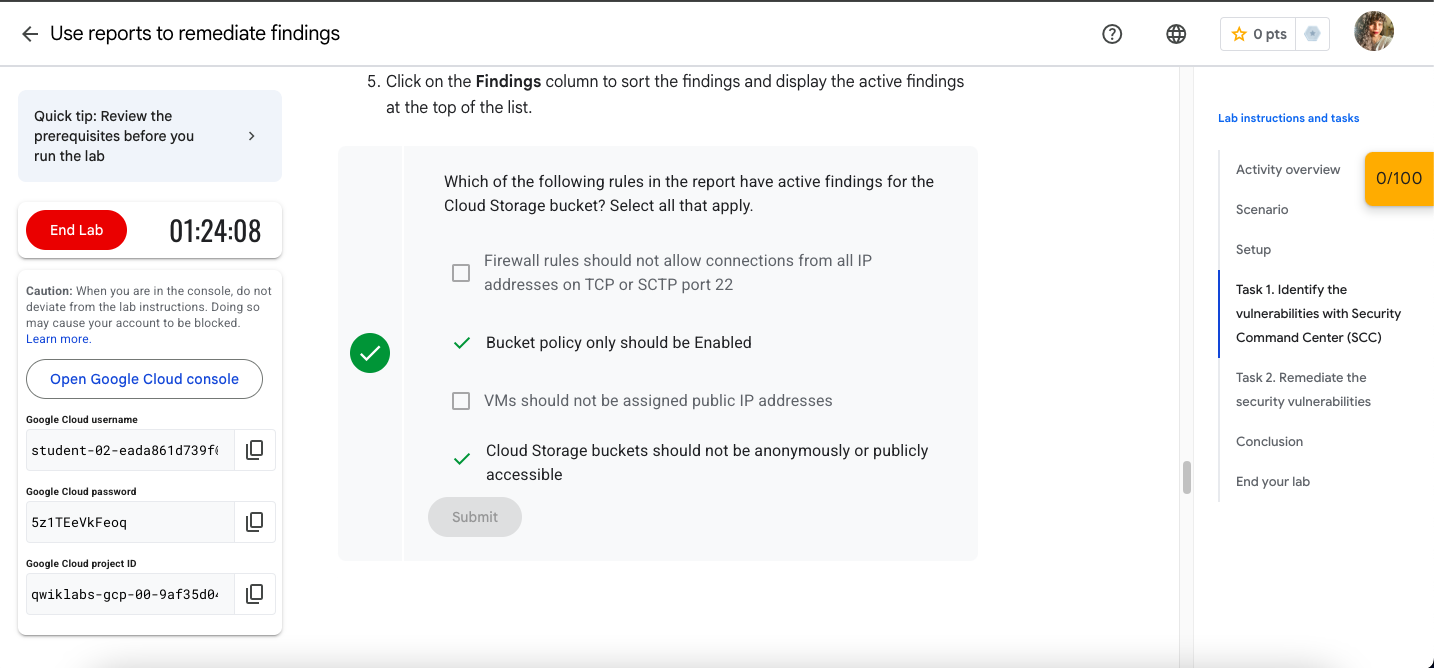 Use reports to remediate findings
0 pts
Quick tip: Review the
prerequisites before you
run the lab
End Lab
01:24:08
Caution: When you are in the console, do not
deviate from the lab instructions. Doing so
may cause your account to be blocked.
Learn more.
Open Google Cloud console
Google Cloud username
student-02-eada861d739f
Google Cloud password
5z1TEeVkFeoq
Google Cloud project ID
qwiklabs-gcp-00-9af35d04
5. Click on the Findings column to sort the findings and display the active findings
at the top of the list.
Which of the following rules in the report have active findings for the
Cloud Storage bucket? Select all that apply.
Firewall rules should not allow connections from all IP
addresses on TCP or SCTP port 22
Bucket policy only should be Enabled
VMs should not be assigned public IP addresses
Cloud Storage buckets should not be anonymously or publicly
accessible
Submit
Lab instructions and tasks
Activity overview
0/100
Scenario
Setup
Task 1. Identify the
vulnerabilities with Security
Command Center (SCC)
Task 2. Remediate the
security vulnerabilities
Conclusion
End your lab